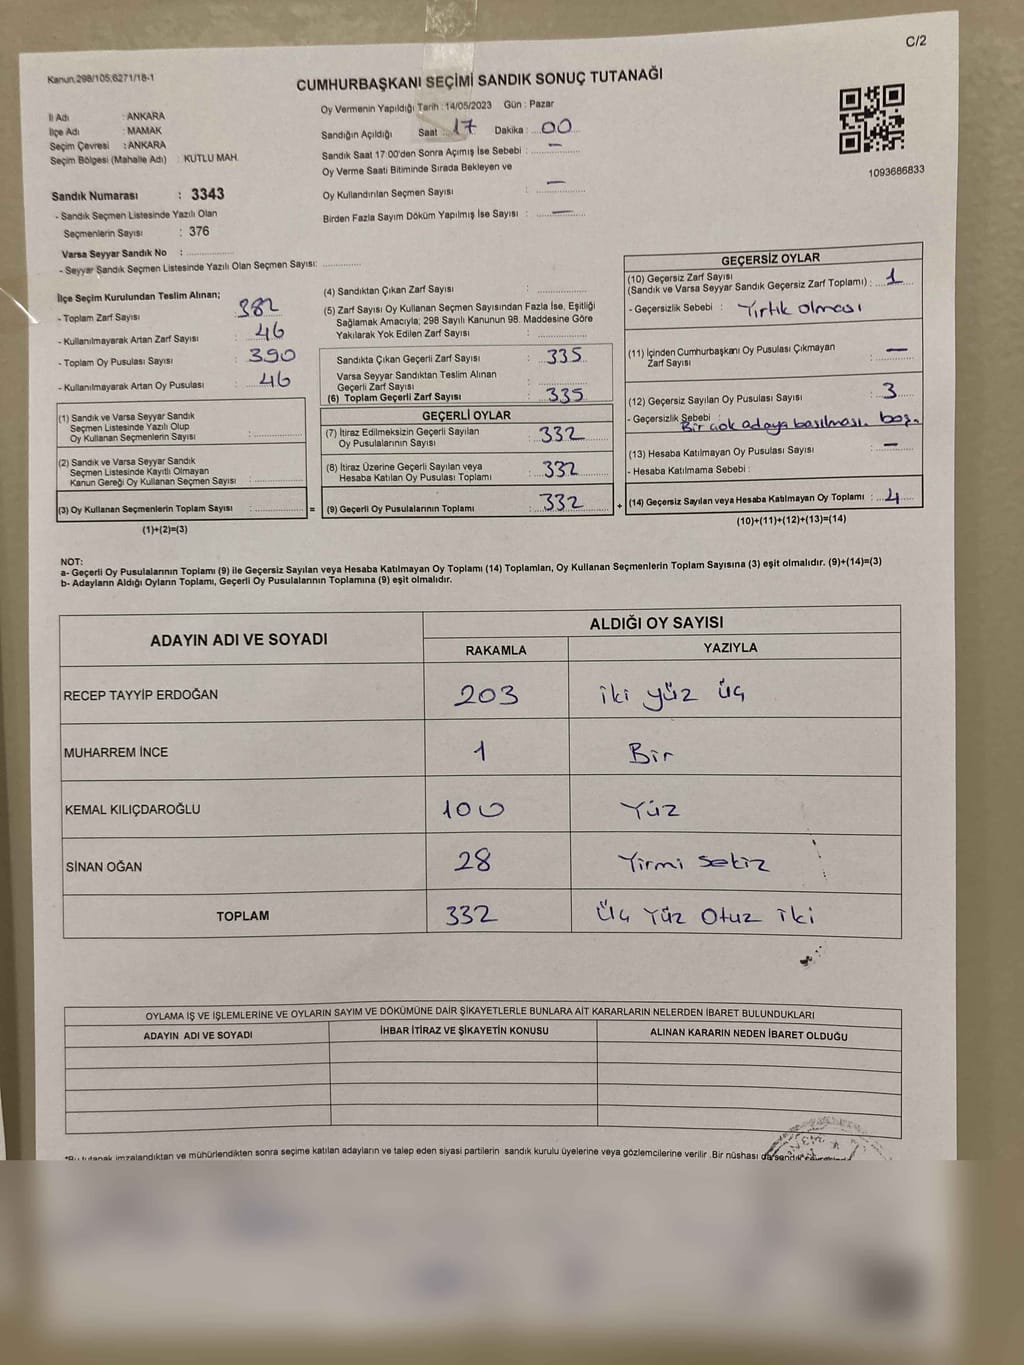 C/2
Kanun.298/105;6271/18-1
CUMHURBAŞKANI SEÇİMİ SANDIK SONUÇ TUTANAĞI
İl Adı : ANKARA
İlçe Adı : MAMAK
Seçim Çevresi : ANKARA
Seçim Bölgesi (Mahalle Adı) : KUTLU MAH.
Oy Vermenin Yapıldığı Tarih : 14/05/2023 Gün : Pazar
Sandığın Açıldığı Saat : 17 Dakika : 00
Sandık Saat 17:00'den Sonra Açımış İse Sebebi : —
Oy Verme Saati Bitiminde Sırada Bekleyen ve
Oy Kullandırılan Seçmen Sayısı : —
Birden Fazla Sayım Döküm Yapılmış İse Sayısı : —
1093686833
Sandık Numarası : 3343
- Sandık Seçmen Listesinde Yazılı Olan
Seçmenlerin Sayısı : 376
Varsa Seyyar Sandık No :
- Seyyar Sandık Seçmen Listesinde Yazılı Olan Seçmen Sayısı:
İlçe Seçim Kurulundan Teslim Alınan;
- Toplam Zarf Sayısı : 382
- Kullanılmayarak Artan Zarf Sayısı : 46
- Toplam Oy Pusulası Sayısı : 390
- Kullanılmayarak Artan Oy Pusulası : 46
(1) Sandık ve Varsa Seyyar Sandık
Seçmen Listesinde Yazılı Olup
Oy Kullanan Seçmenlerin Sayısı :
(2) Sandık ve Varsa Seyyar Sandık
Seçmen Listesinde Kayıtlı Olmayan
Kanun Gereği Oy Kullanan Seçmen Sayısı :
(3) Oy Kullanan Seçmenlerin Toplam Sayısı : =
(1)+(2)=(3)
(4) Sandıktan Çıkan Zarf Sayısı :
(5) Zarf Sayısı Oy Kullanan Seçmen Sayısından Fazla İse, Eşitliği
Sağlamak Amacıyla; 298 Sayılı Kanunun 98. Maddesine Göre
Yakılarak Yok Edilen Zarf Sayısı :
Sandıkta Çıkan Geçerli Zarf Sayısı : 335
Varsa Seyyar Sandıktan Teslim Alınan
Geçerli Zarf Sayısı :
(6) Toplam Geçerli Zarf Sayısı : 335
GEÇERLİ OYLAR
(7) İtiraz Edilmeksizin Geçerli Sayılan
Oy Pusulalarının Sayısı : 332
(8) İtiraz Üzerine Geçerli Sayılan veya
Hesaba Katılan Oy Pusulası Toplamı : 332
(9) Geçerli Oy Pusulalarının Toplamı : 332 +
GEÇERSİZ OYLAR
(10) Geçersiz Zarf Sayısı
(Sandık ve Varsa Seyyar Sandık Geçersiz Zarf Toplamı) : 1
- Geçersizlik Sebebi : Yırtık olması
(11) İçinden Cumhurbaşkanı Oy Pusulası Çıkmayan
Zarf Sayısı : —
(12) Geçersiz Sayılan Oy Pusulası Sayısı : 3
- Geçersizlik Sebebi : Bir çok adaya basılması. boş.
(13) Hesaba Katılmayan Oy Pusulası Sayısı : —
- Hesaba Katılmama Sebebi :
(14) Geçersiz Sayılan veya Hesaba Katılmayan Oy Toplamı : 4
(10)+(11)+(12)+(13)=(14)
NOT:
a- Geçerli Oy Pusulalarının Toplamı (9) ile Geçersiz Sayılan veya Hesaba Katılmayan Oy Toplamı (14) Toplamları, Oy Kullanan Seçmenlerin Toplam Sayısına (3) eşit olmalıdır. (9)+(14)=(3)
b- Adayların Aldığı Oyların Toplamı, Geçerli Oy Pusulalarının Toplamına (9) eşit olmalıdır.
ADAYIN ADI VE SOYADI ALDIĞI OY SAYISI
RAKAMLA YAZIYLA
RECEP TAYYİP ERDOĞAN 203 iki yüz üç
MUHARREM İNCE 1 Bir
KEMAL KILIÇDAROĞLU 100 Yüz
SİNAN OĞAN 28 Yirmi sekiz
TOPLAM 332 Üç Yüz Otuz iki
OYLAMA İŞ VE İŞLEMLERİNE VE OYLARIN SAYIM VE DÖKÜMÜNE DAİR ŞİKAYETLERLE BUNLARA AİT KARARLARIN NELERDEN İBARET BULUNDUKLARI
ADAYIN ADI VE SOYADI İHBAR İTİRAZ VE ŞİKAYETİN KONUSU ALINAN KARARIN NEDEN İBARET OLDUĞU
*Bu tutanak imzalandıktan ve mühürlendikten sonra seçime katılan adayların ve talep eden siyasi partilerin sandık kurulu üyelerine veya gözlemcilerine verilir .Bir nüshası da